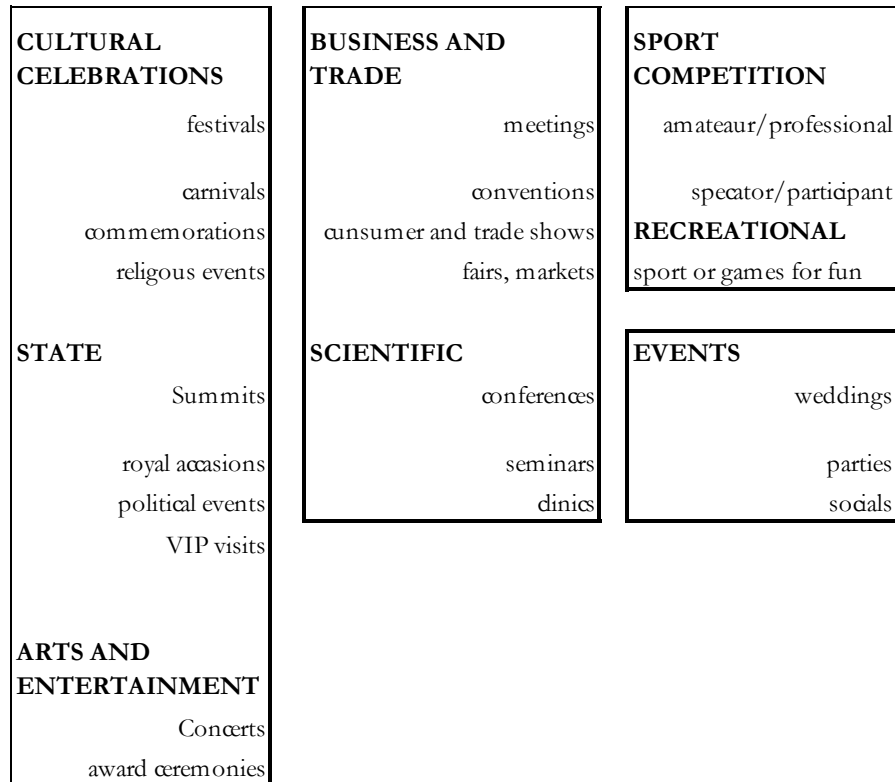 CULTURAL
CELEBRATIONS
festivals
carnivals
commemorations
religous events
STATE
Summits
royal accasions
political events
VIP visits
ARTS AND
ENTERTAINMENT
Concerts
award ceremonies
BUSINESS AND
TRADE
meetings
conventions
cunsumer and trade shows
fairs, markets
SCIENTIFIC
conferences
seminars
clinics
SPORT
COMPETITION
amateaur/professional
specator/participant
RECREATIONAL
sport or games for fun
EVENTS
weddings
parties
socials